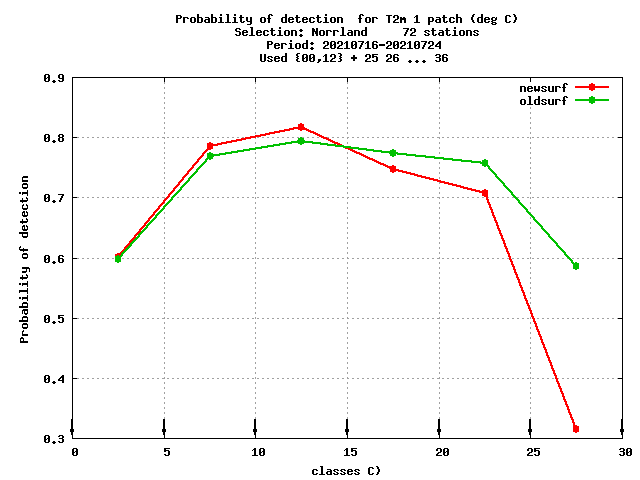 Probability of detection  for T2m 1 patch (deg C)
Selection: Norrland     72 stations
Period: 20210716-20210724
Used {00,12} + 25 26 ... 36
newsurf
oldsurf
0.9
0.8
0.7
0.6
0.5
0.4
0.3
Probability of detection
0 5 10 15 20 25 30
classes C)